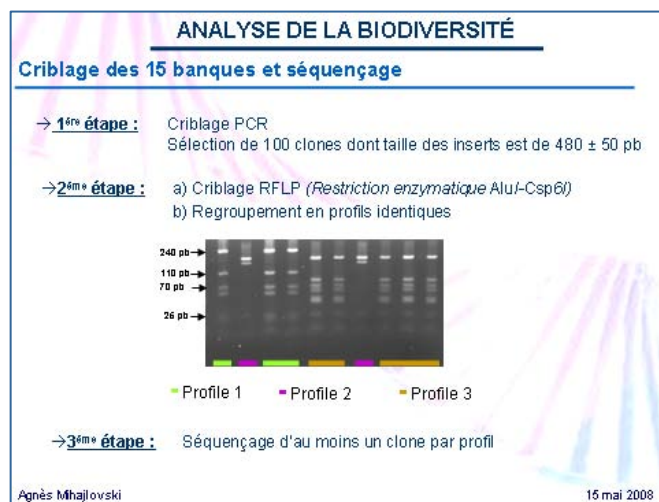 ANALYSE DE LA BIODIVERSITÉ
Criblage des 15 banques et séquençage
→ 1ère étape : Criblage PCR
Sélection de 100 clones dont taille des inserts est de 480 ± 50 pb
→2ème étape : a) Criblage RFLP (Restriction enzymatique AluI-Csp6I)
b) Regroupement en profils identiques
240 pb
110 pb
70 pb
26 pb
Profile 1 Profile 2 Profile 3
→3ème étape : Séquençage d'au moins un clone par profil
Agnès Mihajlovski 15 mai 2008